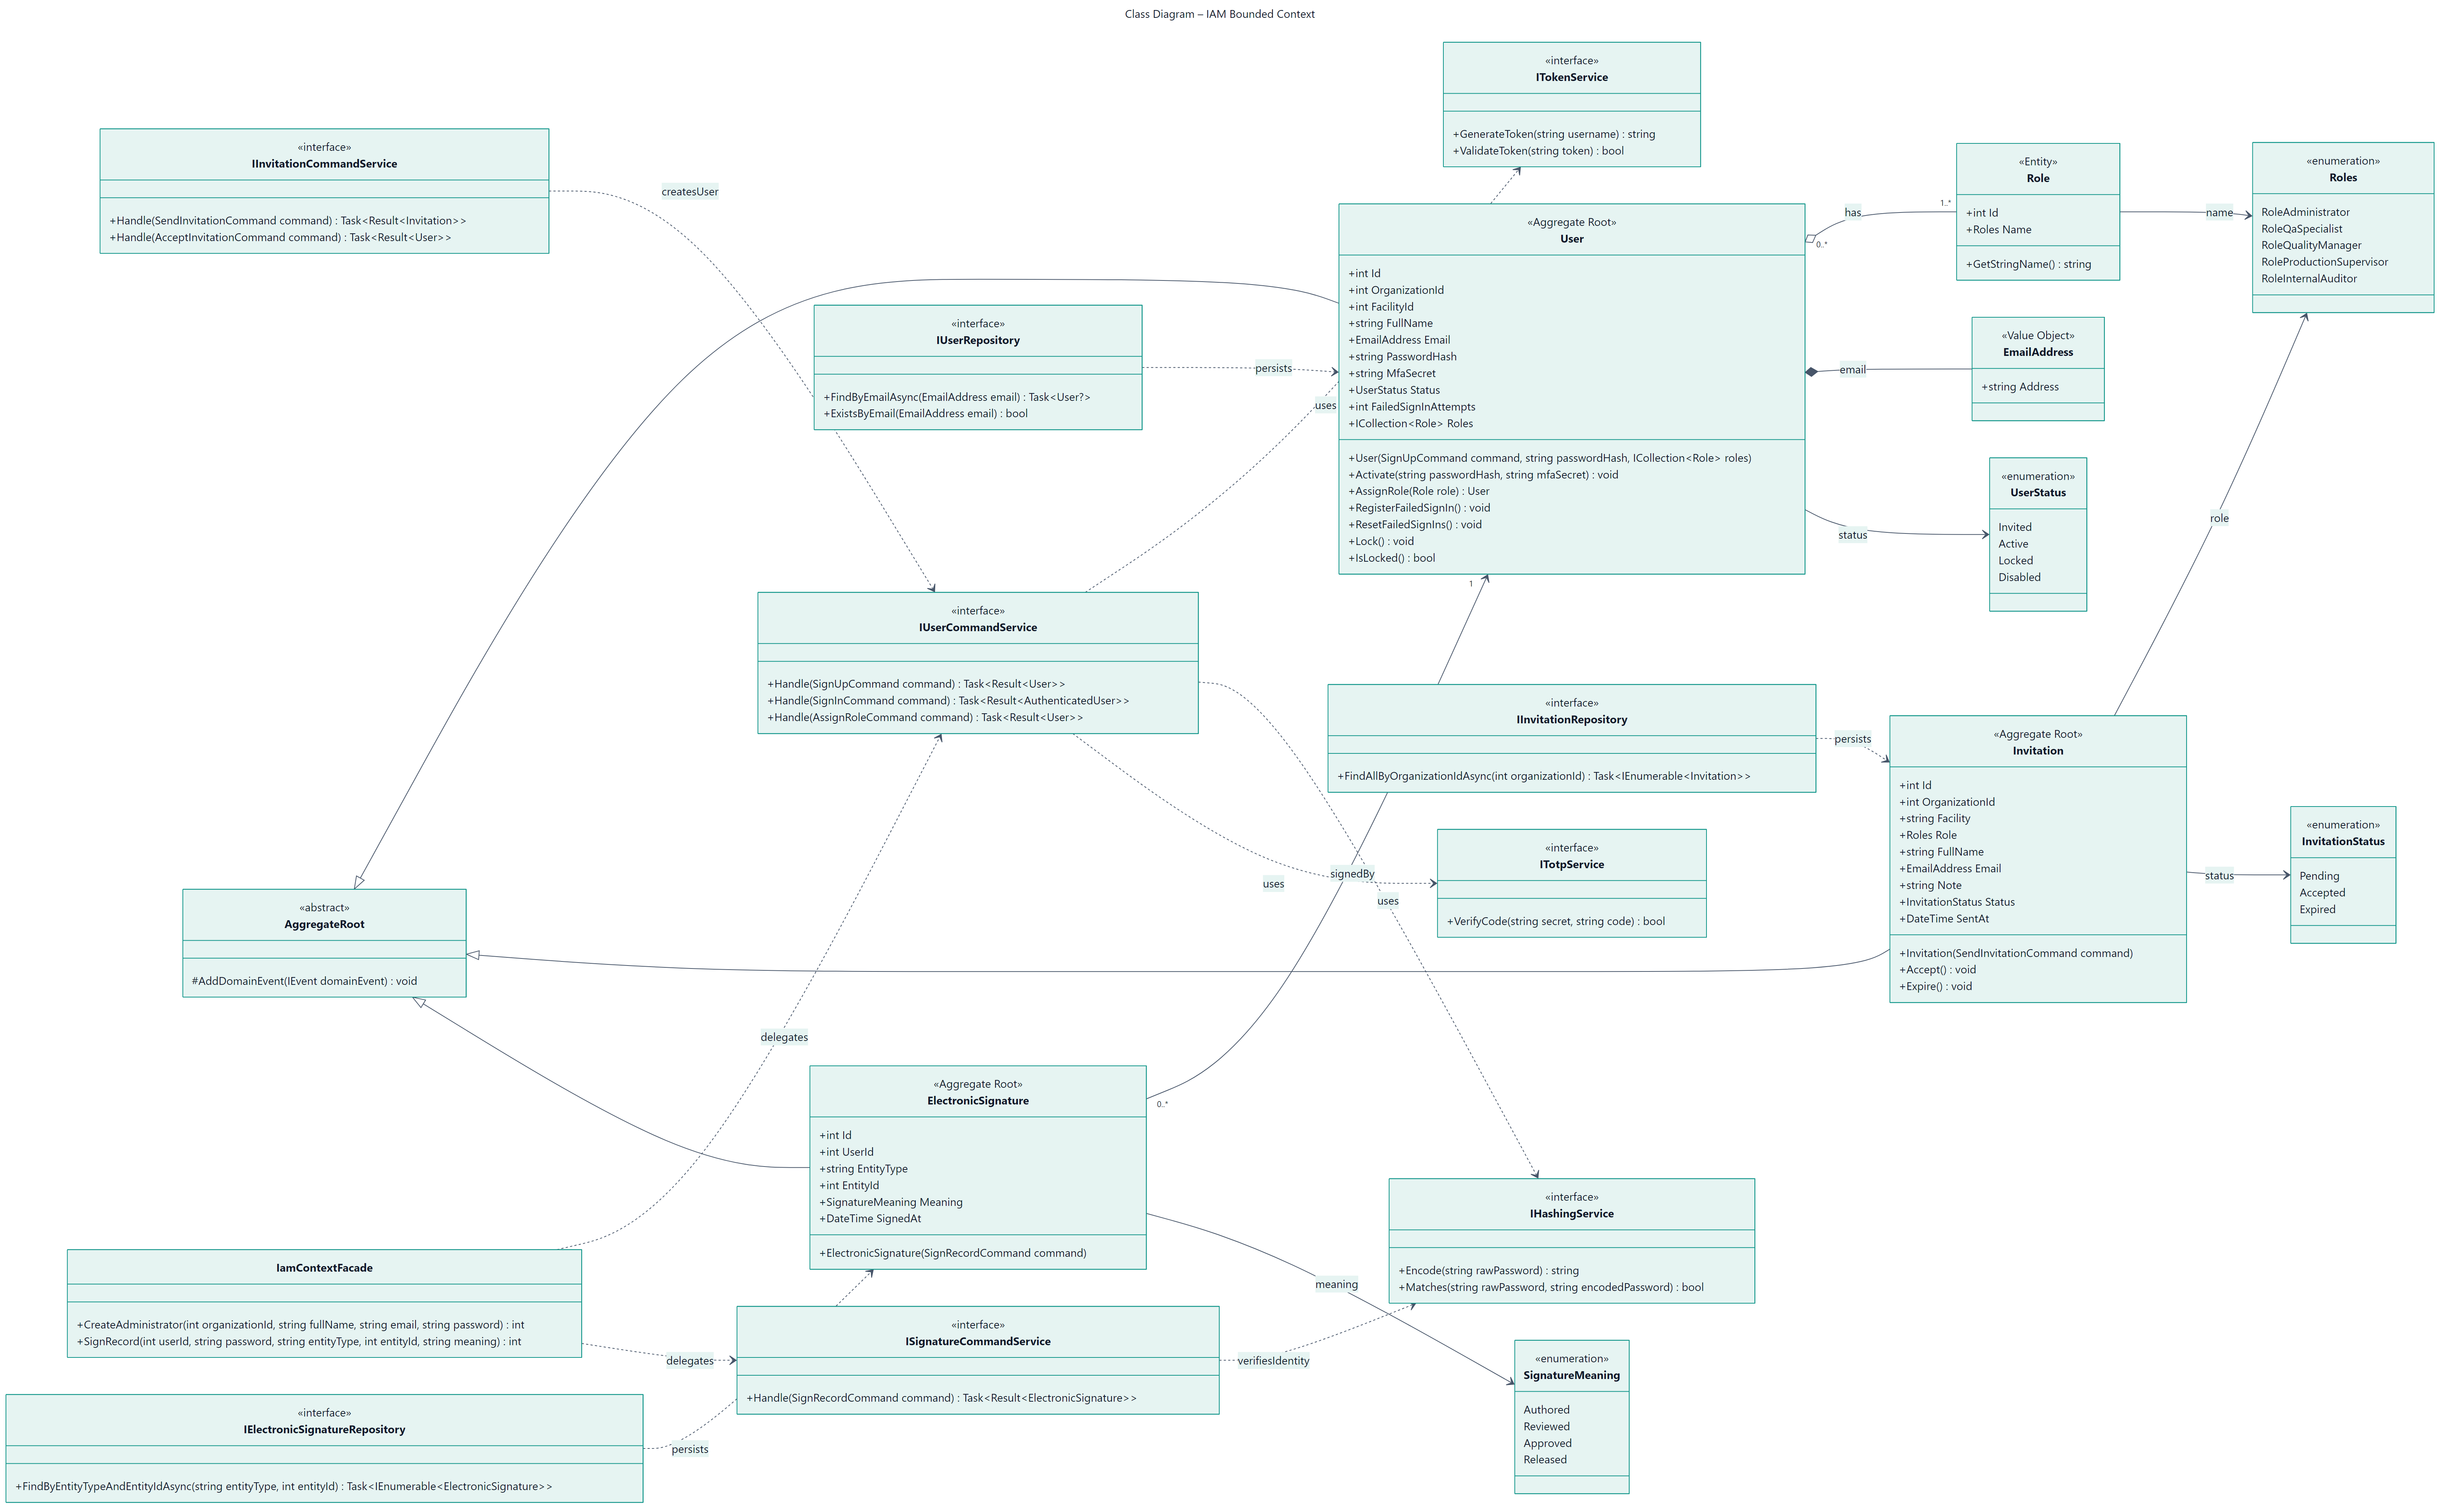 Class Diagram – IAM Bounded Context
«interface»
ITokenService
+GenerateToken(string username) : string
+ValidateToken(string token) : bool
«interface»
IInvitationCommandService
+Handle(SendInvitationCommand command) : Task<Result<Invitation>>
+Handle(AcceptInvitationCommand command) : Task<Result<User>>
createsUser
«Aggregate Root»
User
+int Id
+int OrganizationId
+int FacilityId
+string FullName
+EmailAddress Email
+string PasswordHash
+string MfaSecret
+UserStatus Status
+int FailedSignInAttempts
+ICollection<Role> Roles
+User(SignUpCommand command, string passwordHash, ICollection<Role> roles)
+Activate(string passwordHash, string mfaSecret) : void
+AssignRole(Role role) : User
+RegisterFailedSignIn() : void
+ResetFailedSignIns() : void
+Lock() : void
+IsLocked() : bool
has
0..*
1..*
«Entity»
Role
+int Id
+Roles Name
+GetStringName() : string
name
«enumeration»
Roles
RoleAdministrator
RoleQaSpecialist
RoleQualityManager
RoleProductionSupervisor
RoleInternalAuditor
«interface»
IUserRepository
+FindByEmailAsync(EmailAddress email) : Task<User?>
+ExistsByEmail(EmailAddress email) : bool
persists
uses
email
«Value Object»
EmailAddress
+string Address
status
«enumeration»
UserStatus
Invited
Active
Locked
Disabled
role
1
«interface»
IUserCommandService
+Handle(SignUpCommand command) : Task<Result<User>>
+Handle(SignInCommand command) : Task<Result<AuthenticatedUser>>
+Handle(AssignRoleCommand command) : Task<Result<User>>
«interface»
IInvitationRepository
+FindAllByOrganizationIdAsync(int organizationId) : Task<IEnumerable<Invitation>>
persists
«Aggregate Root»
Invitation
+int Id
+int OrganizationId
+string Facility
+Roles Role
+string FullName
+EmailAddress Email
+string Note
+InvitationStatus Status
+DateTime SentAt
+Invitation(SendInvitationCommand command)
+Accept() : void
+Expire() : void
status
«enumeration»
InvitationStatus
Pending
Accepted
Expired
«interface»
ITotpService
+VerifyCode(string secret, string code) : bool
uses
signedBy
uses
«abstract»
AggregateRoot
#AddDomainEvent(IEvent domainEvent) : void
delegates
«Aggregate Root»
ElectronicSignature
+int Id
+int UserId
+string EntityType
+int EntityId
+SignatureMeaning Meaning
+DateTime SignedAt
+ElectronicSignature(SignRecordCommand command)
0..*
«interface»
IHashingService
+Encode(string rawPassword) : string
+Matches(string rawPassword, string encodedPassword) : bool
meaning
IamContextFacade
+CreateAdministrator(int organizationId, string fullName, string email, string password) : int
+SignRecord(int userId, string password, string entityType, int entityId, string meaning) : int
delegates
«interface»
ISignatureCommandService
+Handle(SignRecordCommand command) : Task<Result<ElectronicSignature>>
verifiesIdentity
«enumeration»
SignatureMeaning
Authored
Reviewed
Approved
Released
«interface»
IElectronicSignatureRepository
+FindByEntityTypeAndEntityIdAsync(string entityType, int entityId) : Task<IEnumerable<ElectronicSignature>>
persists